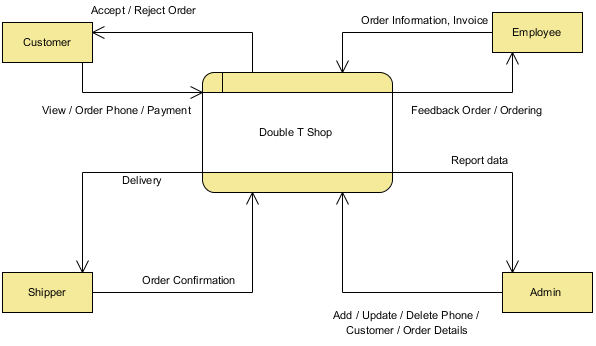 Accept / Reject Order
Order Information, Invoice
Customer
Employee
View / Order Phone / Payment
Feedback Order / Ordering
Double T Shop
Report data
Delivery
Order Confirmation
Shipper
Admin
Add / Update / Delete Phone /
Customer / Order Details